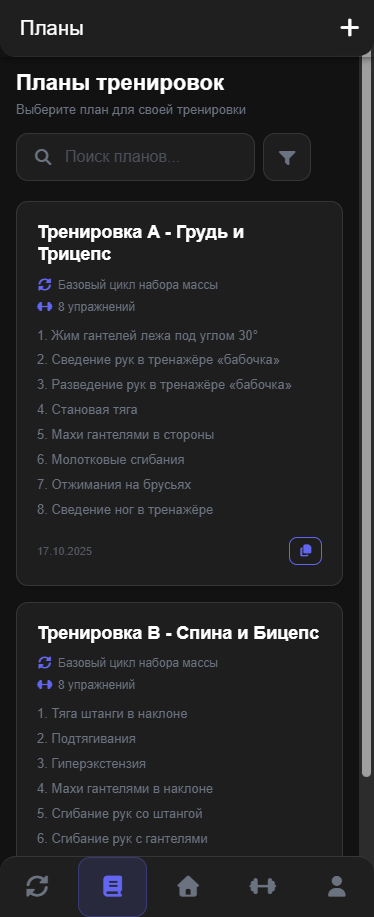 Планы
Планы тренировок
Выберите план для своей тренировки
Поиск планов...
Тренировка А - Грудь и
Трицепс
Базовый цикл набора массы
8 упражнений
1. Жим гантелей лежа под углом 30°
2. Сведение рук в тренажёре «бабочка»
3. Разведение рук в тренажёре «бабочка»
4. Становая тяга
5. Махи гантелями в стороны
6. Молотковые сгибания
7. Отжимания на брусьях
8. Сведение ног в тренажёре
17.10.2025
Тренировка В - Спина и Бицепс
Базовый цикл набора массы
8 упражнений
1. Тяга штанги в наклоне
2. Подтягивания
3. Гиперэкстензия
4. Махи гантелями в наклоне
5. Сгибание рук со штангой
6. Сгибание рук с гантелями